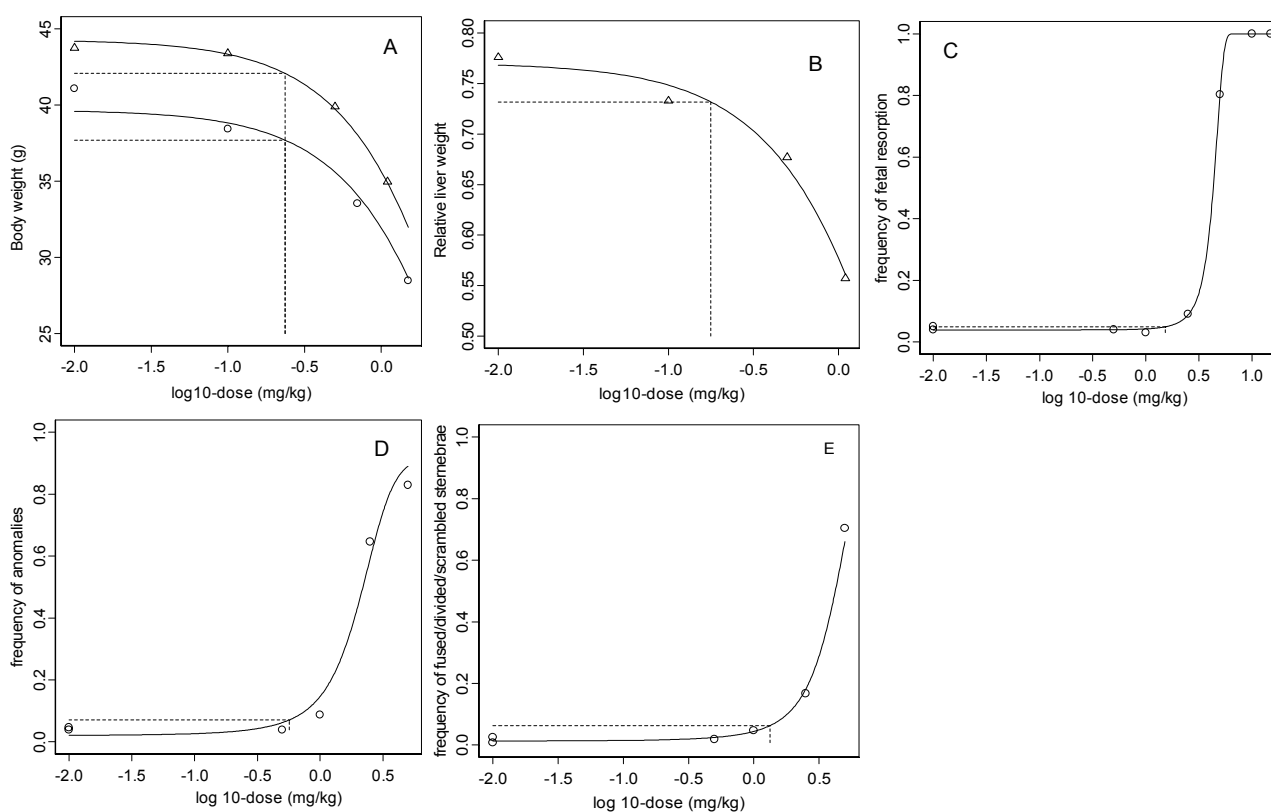 A
Body weight (g)
45
40
35
30
25
-2.0 -1.5 -1.0 -0.5 0.0
log10-dose (mg/kg)
B
Relative liver weight
0.80
0.75
0.70
0.65
0.60
0.55
0.50
-2.0 -1.5 -1.0 -0.5 0.0
log10-dose (mg/kg)
C
frequency of fetal resorption
1.0
0.8
0.6
0.4
0.2
0.0
-2.0 -1.5 -1.0 -0.5 0.0 0.5 1.0
log 10-dose (mg/kg)
D
frequency of anomalies
1.0
0.8
0.6
0.4
0.2
0.0
-2.0 -1.5 -1.0 -0.5 0.0 0.5
log 10-dose (mg/kg)
E
frequency of fused/divided/scrambled sternebrae
1.0
0.8
0.6
0.4
0.2
0.0
-2.0 -1.5 -1.0 -0.5 0.0 0.5
log 10-dose (mg/kg)